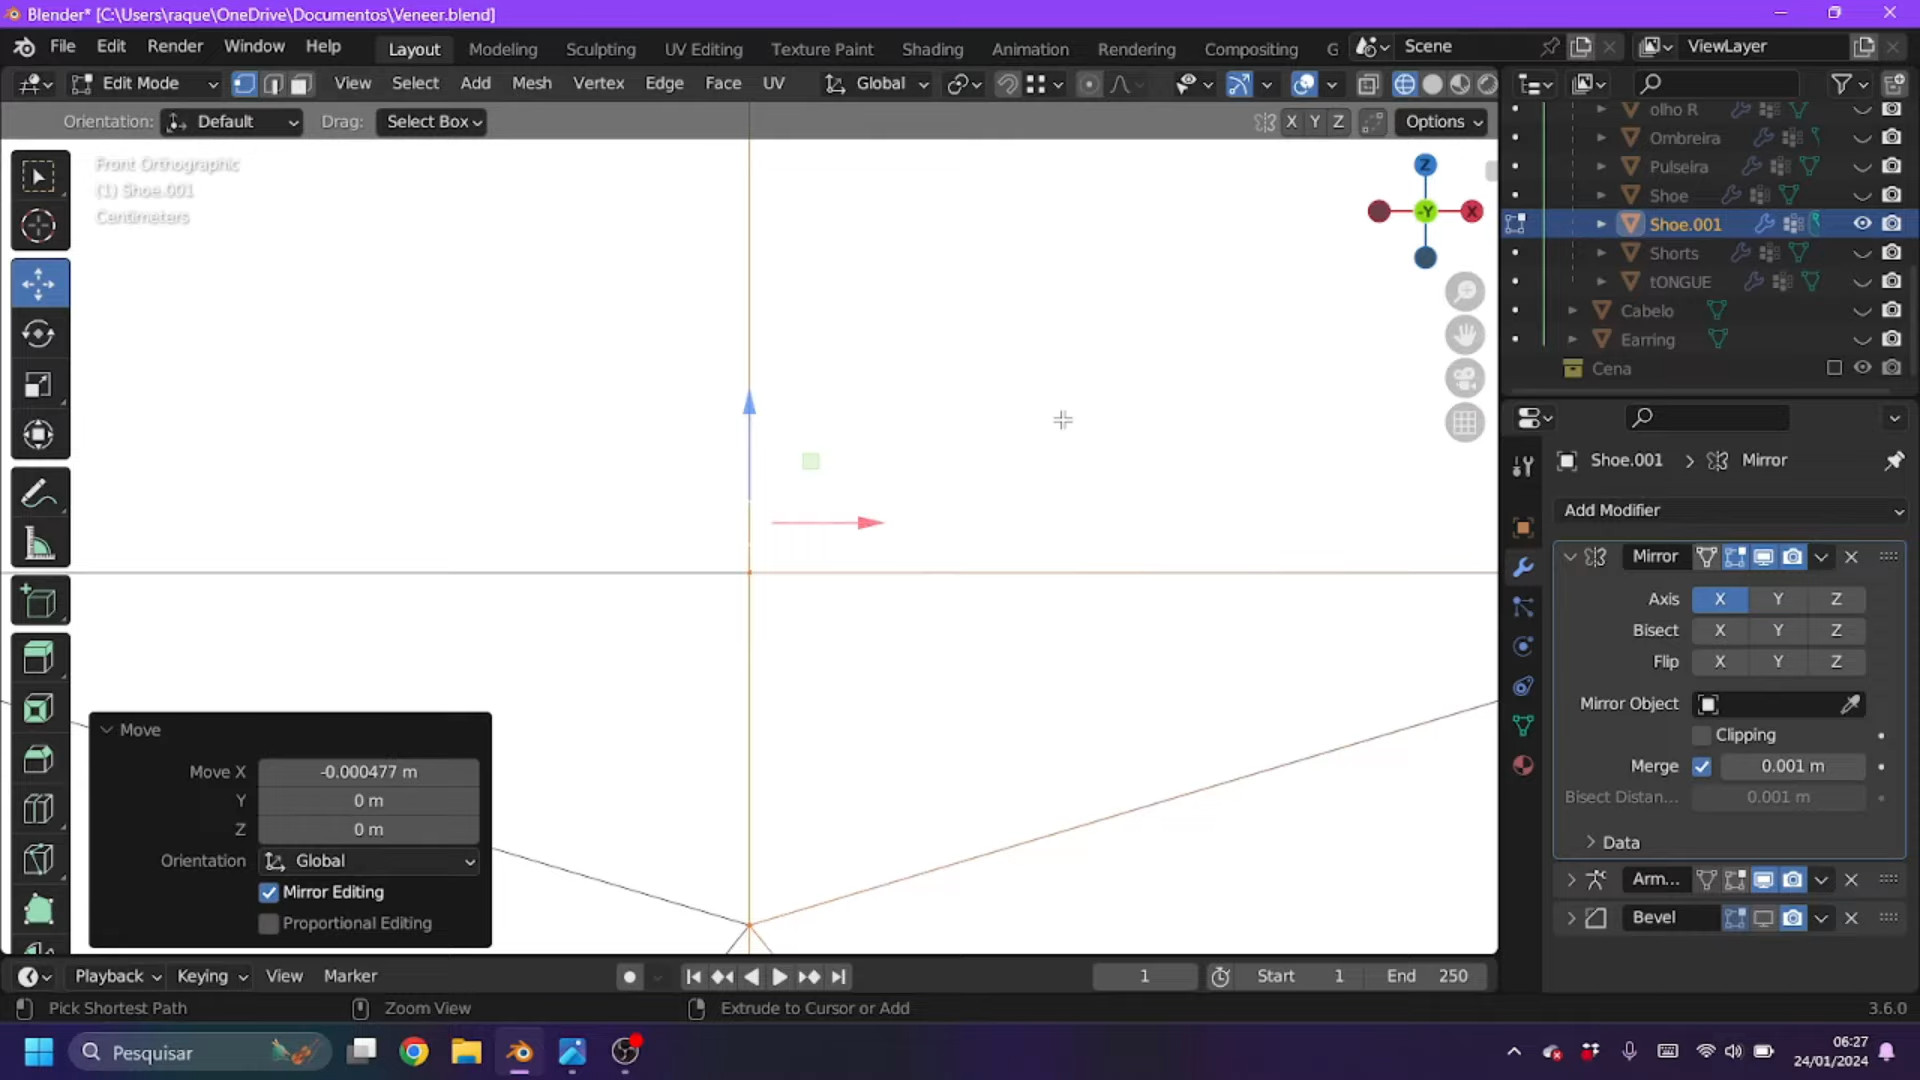 Blender* [C:\Users\raque\OneDrive\Documentos\Veneer.blend]
File Edit Render Window Help Layout Modeling Sculpting UV Editing Texture Paint Shading Animation Rendering Compositing G Scene ViewLayer
Edit Mode View Select Add Mesh Vertex Edge Face UV Global
Orientation: Default Drag: Select Box X Y Z Options
Front Orthographic
(1) Shoe.001
Centimeters
Z
-Y
X
olho R
Ombreira
Pulseira
Shoe
Shoe.001
Shorts
tONGUE
Cabelo
Earring
Cena
Shoe.001 Mirror
Add Modifier
Mirror
Axis X Y Z
Bisect X Y Z
Flip X Y Z
Mirror Object
Clipping
Merge 0.001 m
Bisect Distan... 0.001 m
Data
Arm...
Bevel
Move
Move X -0.000477 m
Y 0 m
Z 0 m
Orientation Global
Mirror Editing
Proportional Editing
Playback Keying View Marker 1 Start 1 End 250
Pick Shortest Path Zoom View Extrude to Cursor or Add 3.6.0
Pesquisar
06:27
24/01/2024